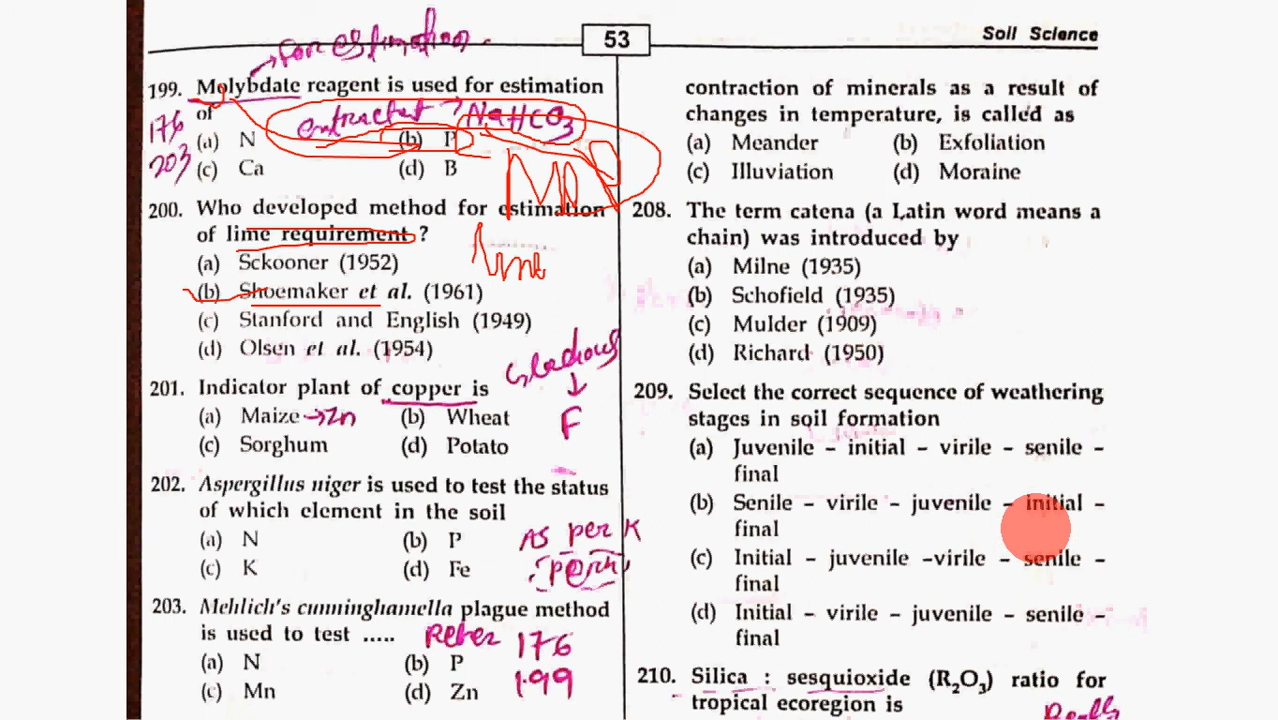 53
Soil Science
→ For estimation.
199. Molybdate reagent is used for estimation
of
extractet → NaHCO3
176
203
(a) N (b) P
(c) Ca (d) B
Mo P
200. Who developed method for estimation
of lime requirement ?
lime
(a) Sckooner (1952)
(b) Shoemaker et al. (1961)
(c) Stanford and English (1949)
(d) Olsen et al. (1954)
201. Indicator plant of copper is
↓
F
(a) Maize → Zn (b) Wheat
(c) Sorghum (d) Potato
202. Aspergillus niger is used to test the status
of which element in the soil
(a) N (b) P
(c) K (d) Fe
AS per K
203. Mehlich's cunninghamella plague method
is used to test .....
176
199
(a) N (b) P
(c) Mn (d) Zn
contraction of minerals as a result of
changes in temperature, is called as
(a) Meander (b) Exfoliation
(c) Illuviation (d) Moraine
208. The term catena (a Latin word means a
chain) was introduced by
(a) Milne (1935)
(b) Schofield (1935)
(c) Mulder (1909)
(d) Richard (1950)
209. Select the correct sequence of weathering
stages in soil formation
(a) Juvenile – initial – virile – senile –
final
(b) Senile – virile – juvenile – initial –
final
(c) Initial – juvenile –virile – senile –
final
(d) Initial – virile – juvenile – senile –
final
210. Silica : sesquioxide (R2O3) ratio for
tropical ecoregion is